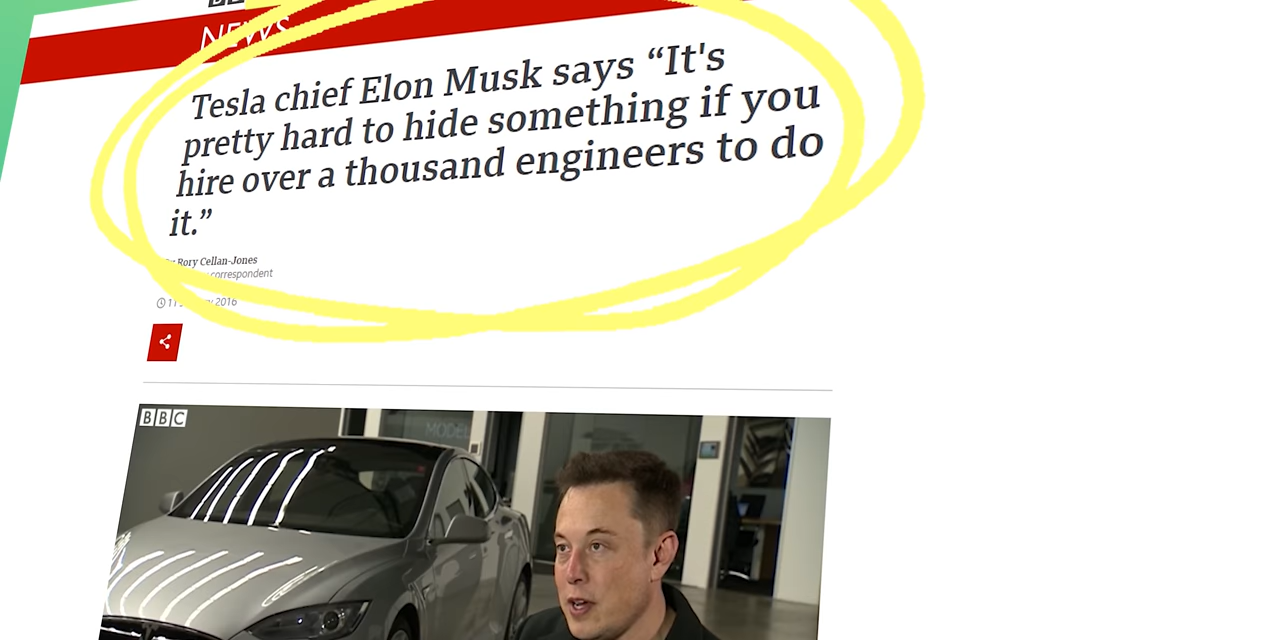 NEWS
Tesla chief Elon Musk says “It's
pretty hard to hide something if you
hire over a thousand engineers to do
it.”
Rory Cellan-Jones
correspondent
2016
BBC
MODEL